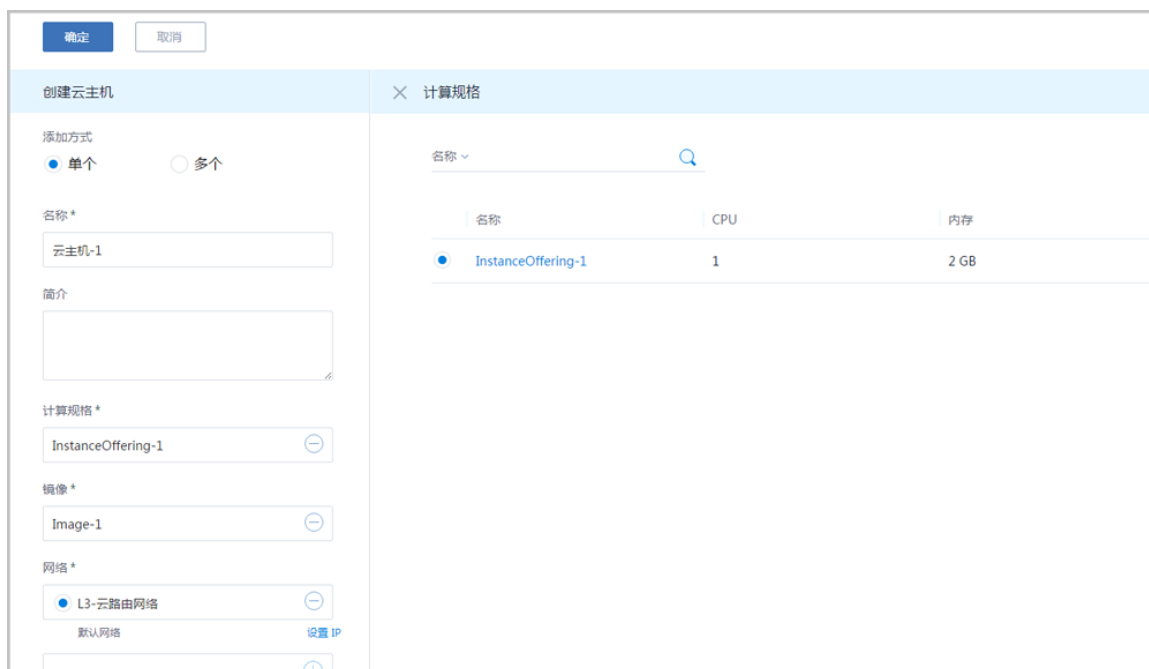 确定 取消
创建云主机
添加方式
单个 多个
名称 *
云主机-1
简介
计算规格 *
InstanceOffering-1
镜像 *
Image-1
网络 *
L3-云路由网络
默认网络 设置 IP
计算规格
名称
名称 CPU 内存
InstanceOffering-1 1 2 GB